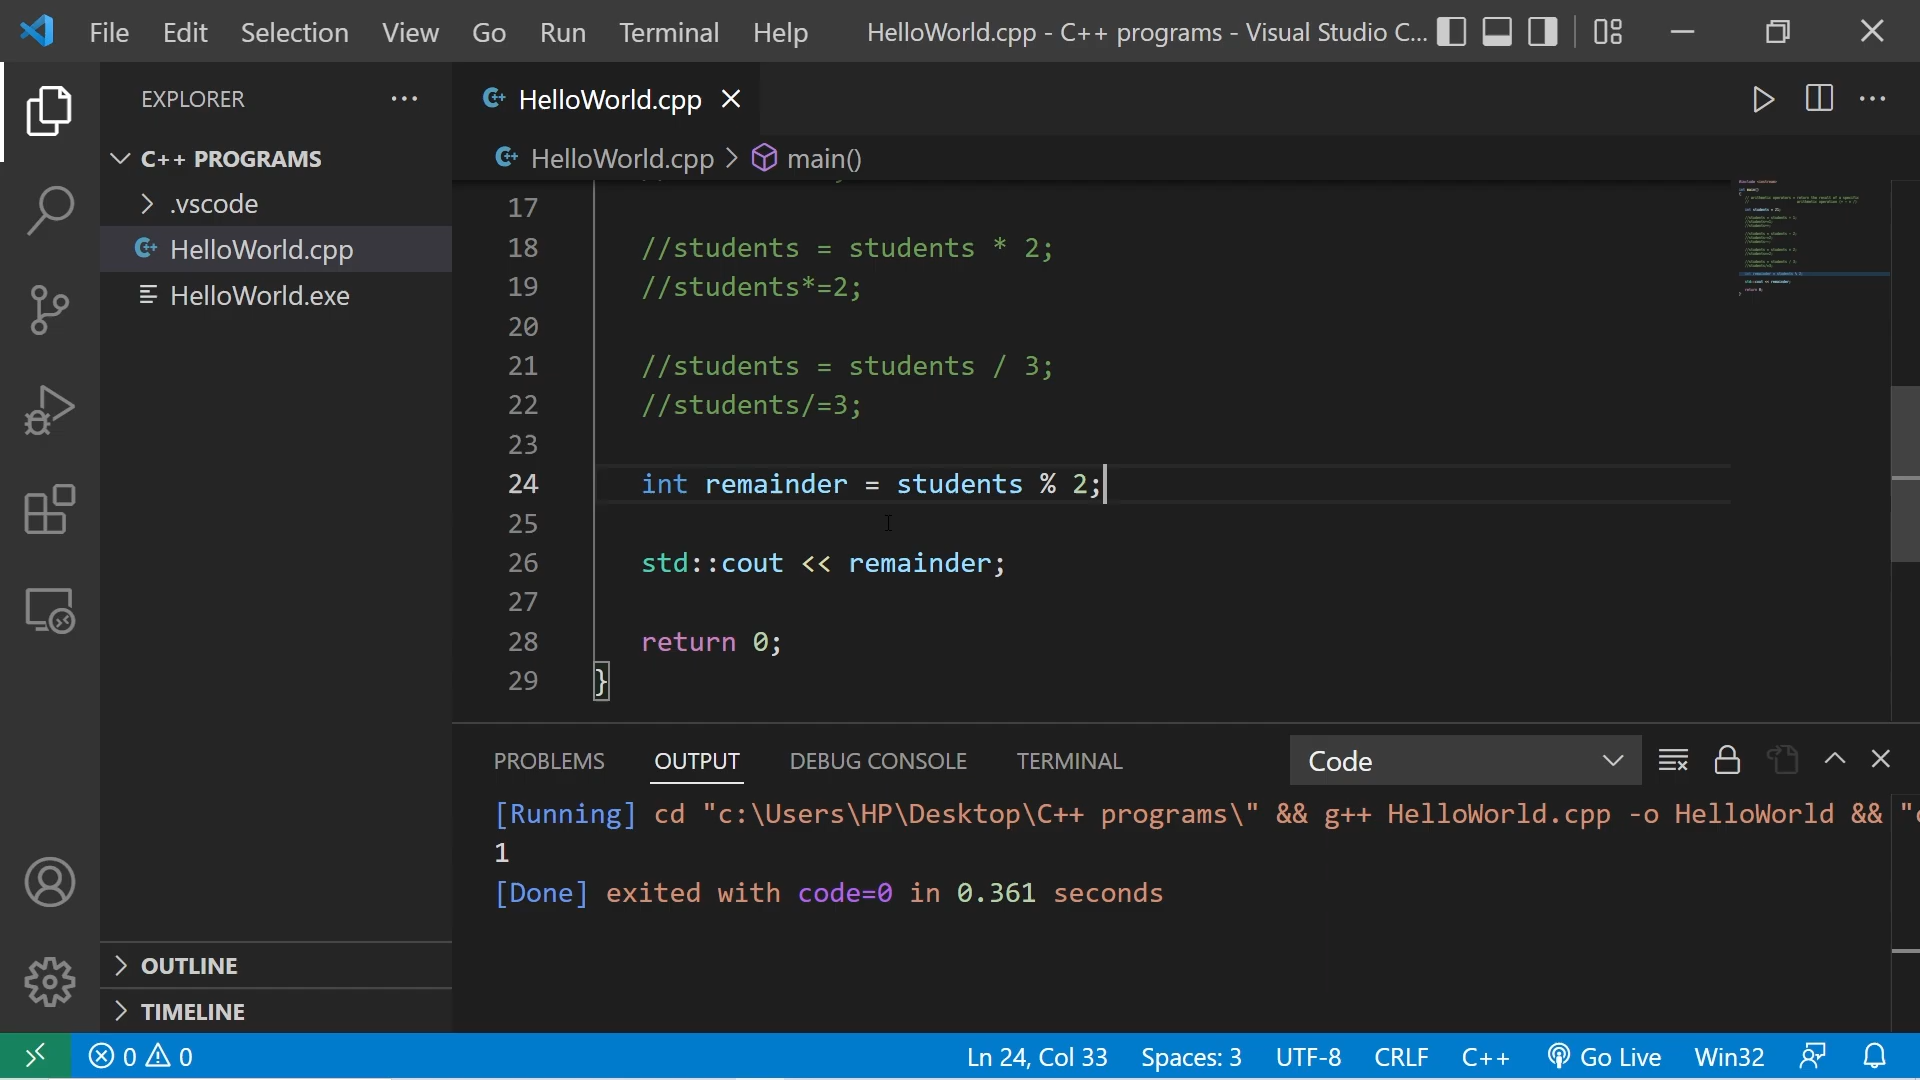 File Edit Selection View Go Run Terminal Help HelloWorld.cpp - C++ programs - Visual Studio C...
EXPLORER
C++ PROGRAMS
.vscode
HelloWorld.cpp
HelloWorld.exe
OUTLINE
TIMELINE
HelloWorld.cpp
HelloWorld.cpp > main()
17
18 //students = students * 2;
19 //students*=2;
20
21 //students = students / 3;
22 //students/=3;
23
24 int remainder = students % 2;
25
26 std::cout << remainder;
27
28 return 0;
29 }
PROBLEMS OUTPUT DEBUG CONSOLE TERMINAL Code
[Running] cd "c:\Users\HP\Desktop\C++ programs\" && g++ HelloWorld.cpp -o HelloWorld && "c
1
[Done] exited with code=0 in 0.361 seconds
0 0 Ln 24, Col 33 Spaces: 3 UTF-8 CRLF C++ Go Live Win32